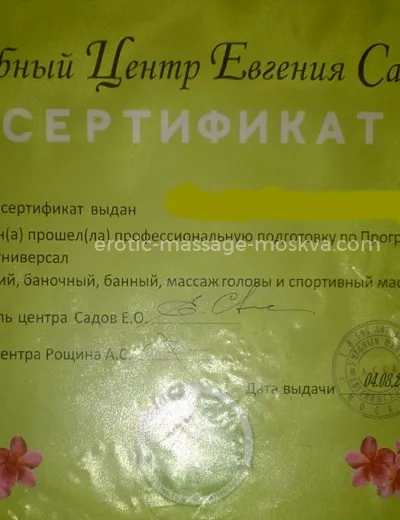 бный Центр Евгения Са
СЕРТИФИКАТ
сертификат выдан
н(а) прошел(ла) профессиональную подготовку по Прогр
erotic-massage-moskva.com
ниверсал
ий, баночный, банный, массаж головы и спортивный мас
ль центра Садов Е.О.
ентра Рощина А.С.
Дата выдачи
04.08.2